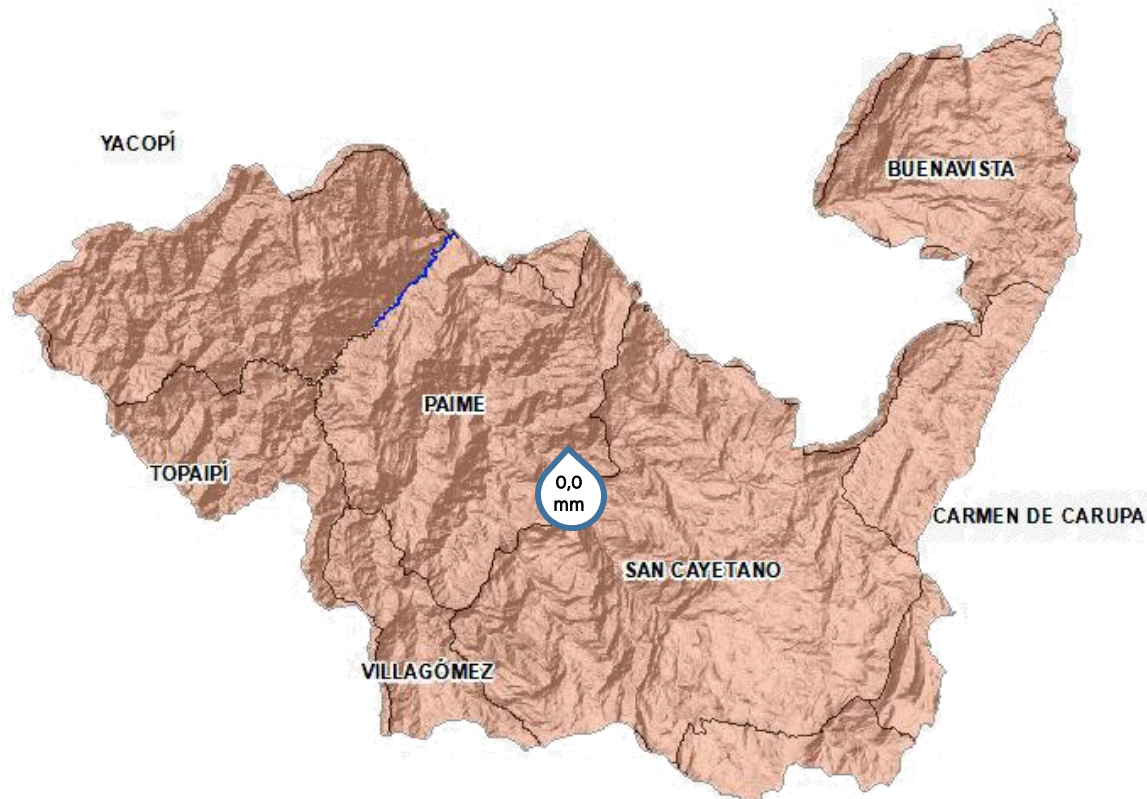 YACOPÍ
BUENAVISTA
PAIME
TOPAIPÍ
0,0
mm
CARMEN DE CARUPA
SAN CAYETANO
VILLAGÓMEZ